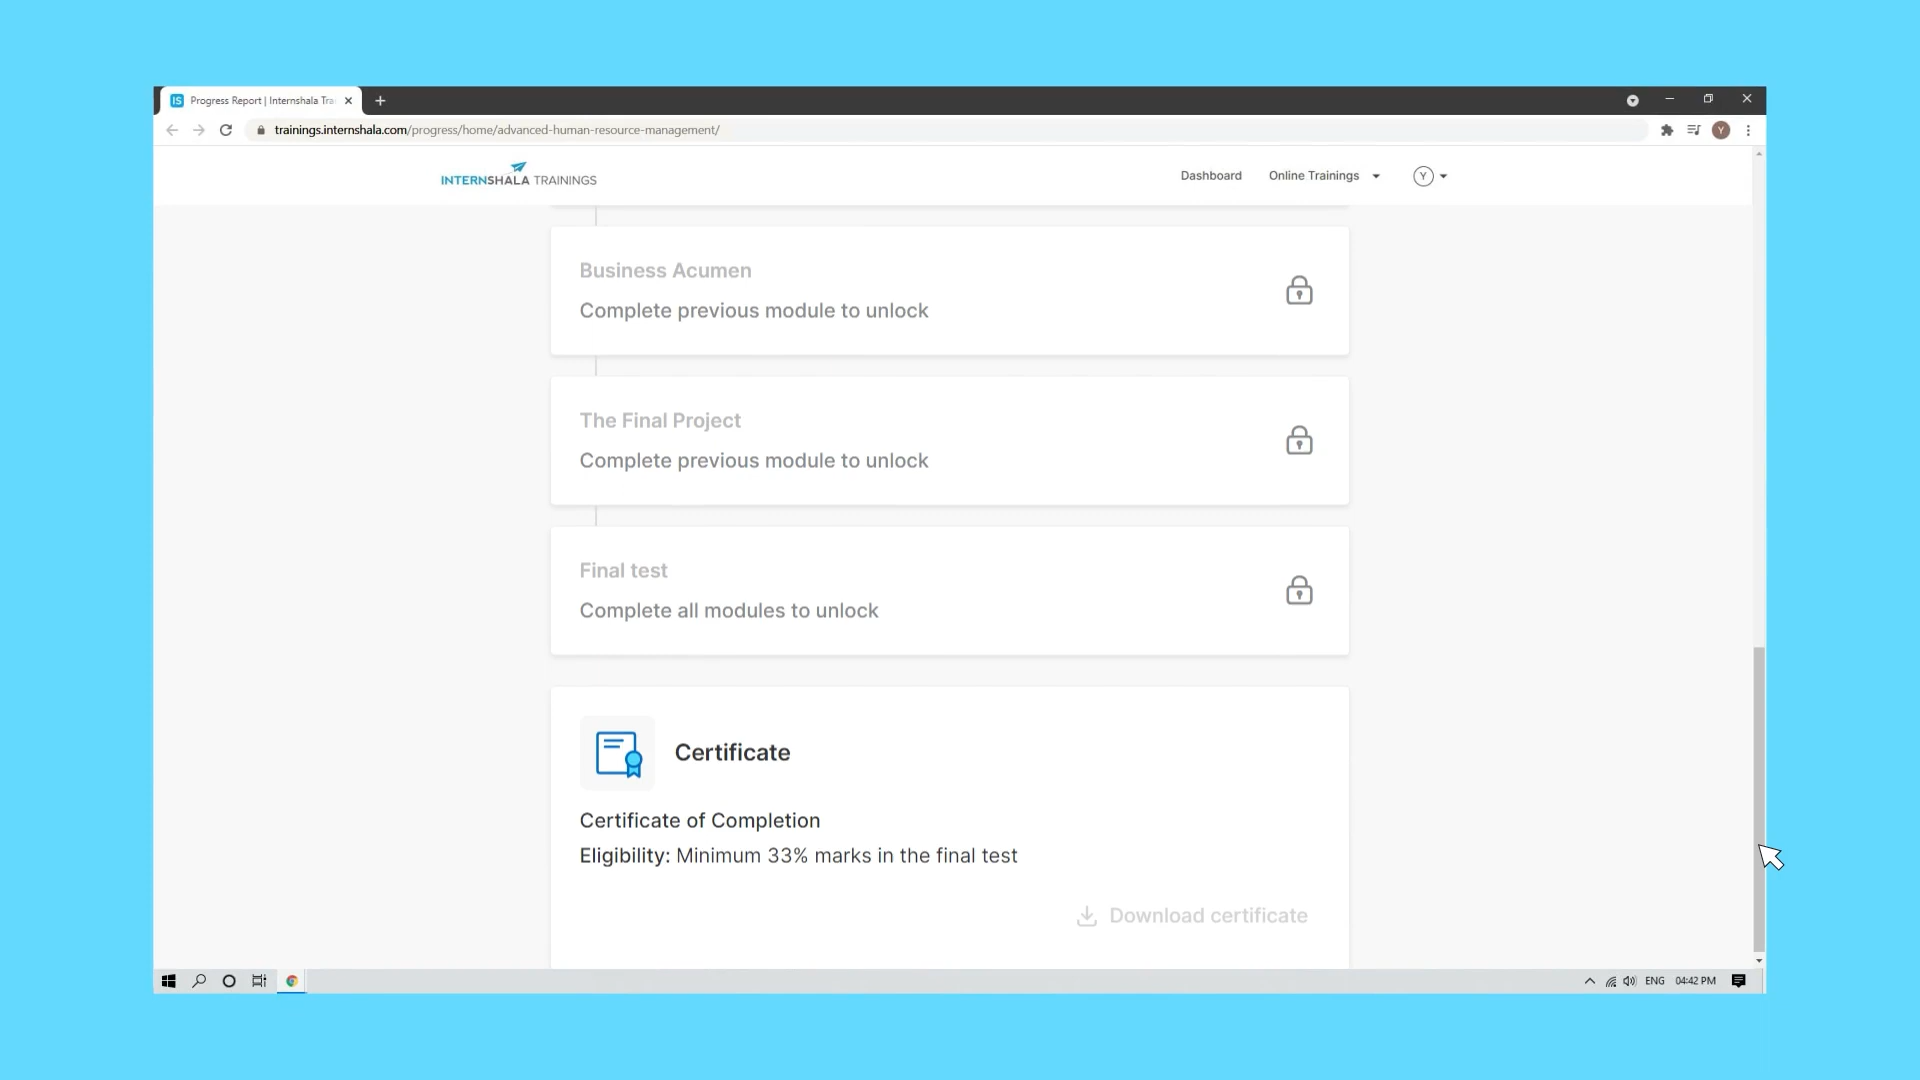 IS Progress Report | Internshala Tra
trainings.internshala.com/progress/home/advanced-human-resource-management/
Y
INTERNSHALA TRAININGS
Dashboard
Online Trainings
Y
Business Acumen
Complete previous module to unlock
The Final Project
Complete previous module to unlock
Final test
Complete all modules to unlock
Certificate
Certificate of Completion
Eligibility: Minimum 33% marks in the final test
Download certificate
ENG 04:42 PM